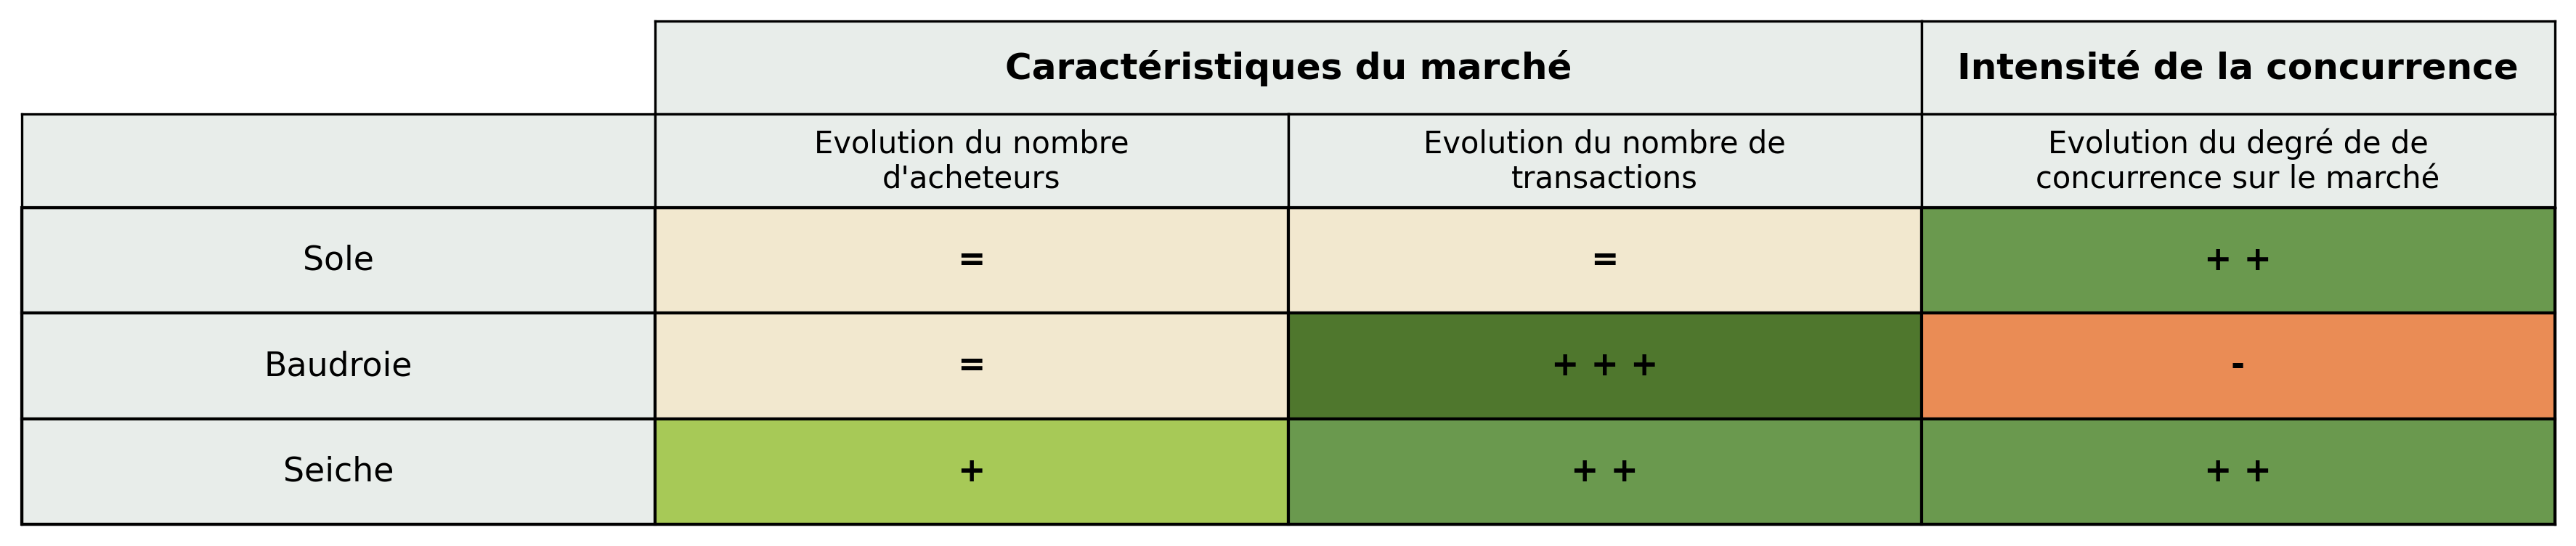 Caractéristiques du marché
Intensité de la concurrence
Evolution du nombre
d'acheteurs
Evolution du nombre de
transactions
Evolution du degré de de
concurrence sur le marché
Sole
=
=
+ +
Baudroie
=
+ + +
-
Seiche
+
+ +
+ +